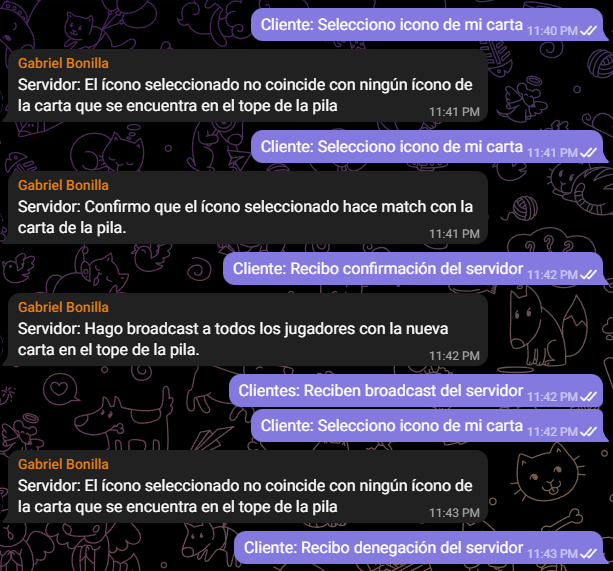 Cliente: Selecciono icono de mi carta 11:40 PM
Gabriel Bonilla
Servidor: El ícono seleccionado no coincide con ningún ícono de
la carta que se encuentra en el tope de la pila
11:41 PM
Cliente: Selecciono icono de mi carta 11:41 PM
Gabriel Bonilla
Servidor: Confirmo que el ícono seleccionado hace match con la
carta de la pila.
11:41 PM
Cliente: Recibo confirmación del servidor 11:42 PM
Gabriel Bonilla
Servidor: Hago broadcast a todos los jugadores con la nueva
carta en el tope de la pila.
11:42 PM
Clientes: Reciben broadcast del servidor 11:42 PM
Cliente: Selecciono icono de mi carta 11:42 PM
Gabriel Bonilla
Servidor: El ícono seleccionado no coincide con ningún ícono de
la carta que se encuentra en el tope de la pila
11:43 PM
Cliente: Recibo denegación del servidor 11:43 PM